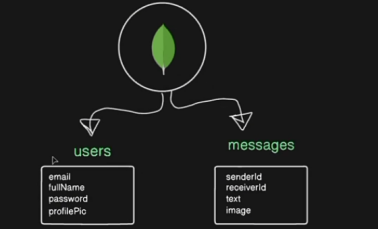 users
email
fullName
password
profilePic
messages
senderId
receiverId
text
image